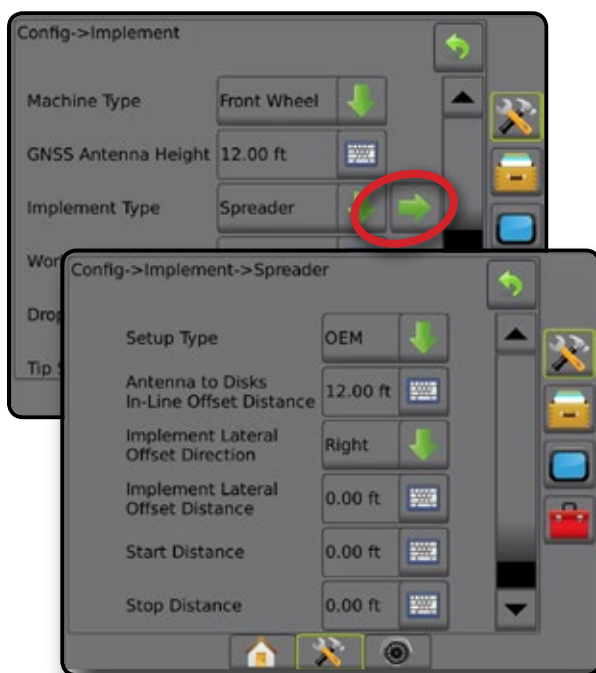 Config->Implement
Machine Type Front Wheel
GNSS Antenna Height 12.00 ft
Implement Type Spreader
Config->Implement->Spreader
Setup Type OEM
Antenna to Disks
In-Line Offset Distance 12.00 ft
Implement Lateral
Offset Direction Right
Implement Lateral
Offset Distance 0.00 ft
Start Distance 0.00 ft
Stop Distance 0.00 ft